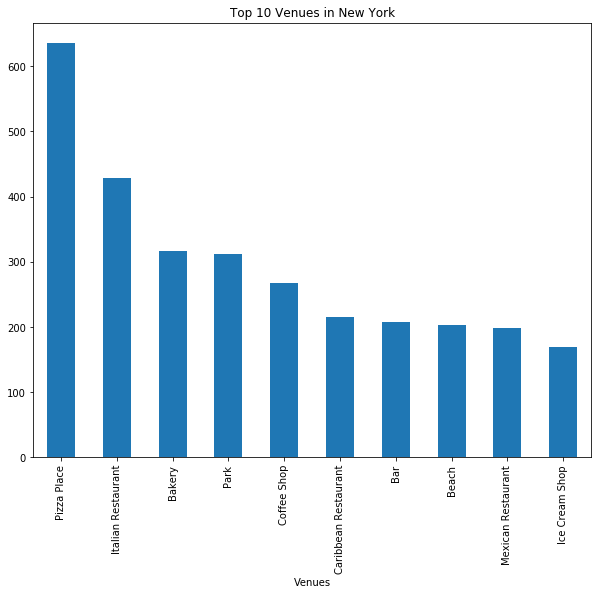 Top 10 Venues in New York
600
500
400
300
200
100
0
Pizza Place
Italian Restaurant
Bakery
Park
Coffee Shop
Caribbean Restaurant
Bar
Beach
Mexican Restaurant
Ice Cream Shop
Venues